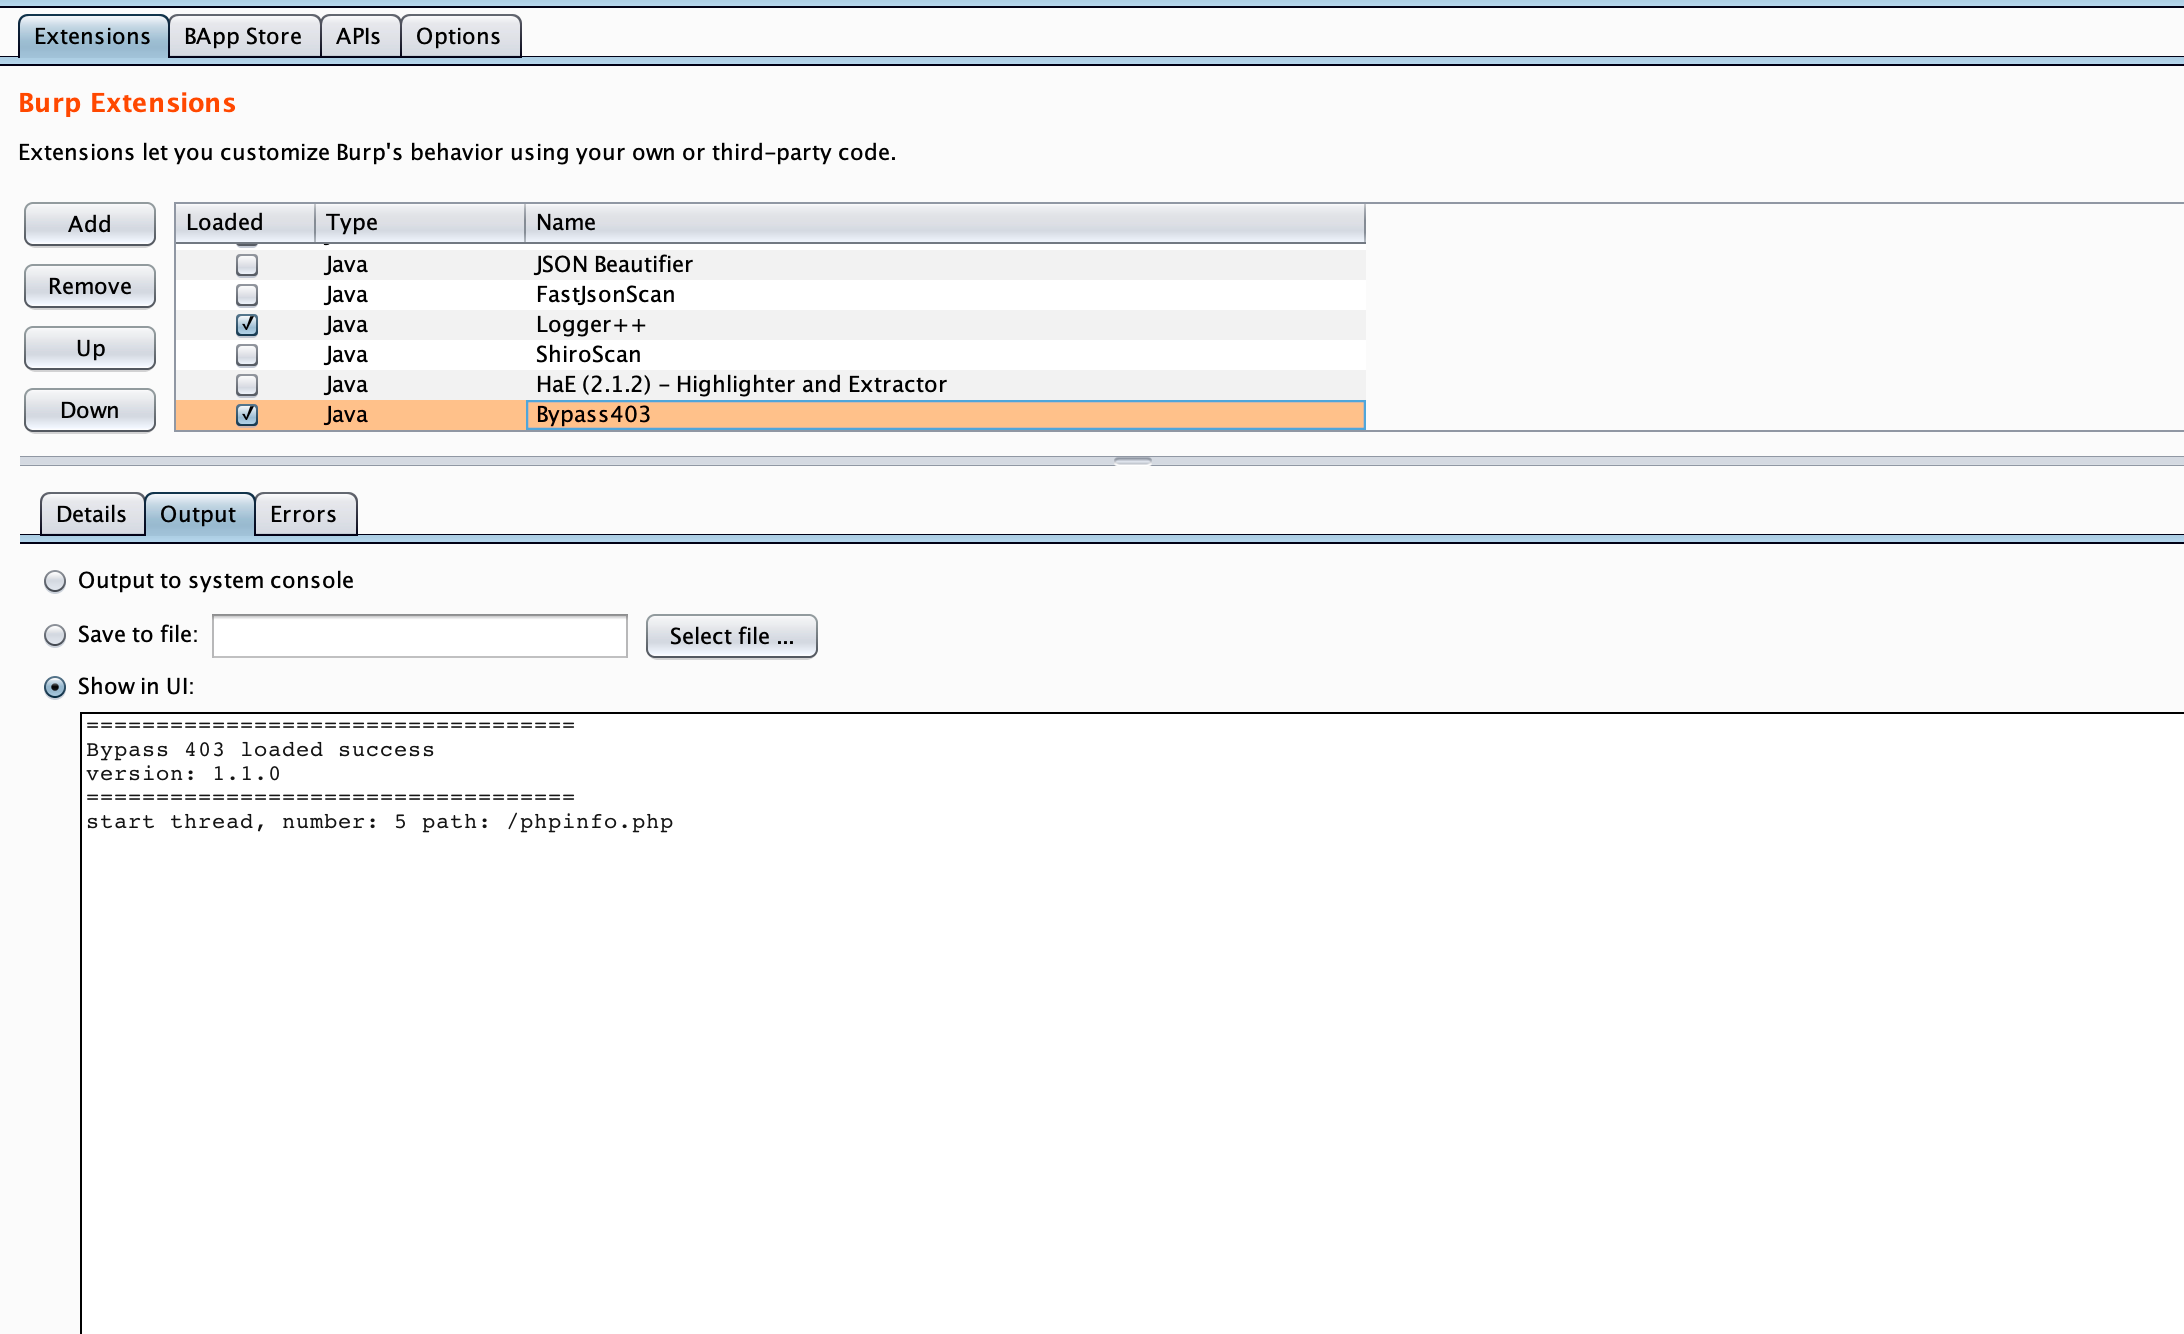 Extensions BApp Store APIs Options
Burp Extensions
Extensions let you customize Burp's behavior using your own or third-party code.
Add
Remove
Up
Down
Loaded Type Name
Java JSON Beautifier
Java FastJsonScan
Java Logger++
Java ShiroScan
Java HaE (2.1.2) – Highlighter and Extractor
Java Bypass403
Details Output Errors
Output to system console
Save to file: Select file ...
Show in UI:
===================================
Bypass 403 loaded success
version: 1.1.0
===================================
start thread, number: 5 path: /phpinfo.php